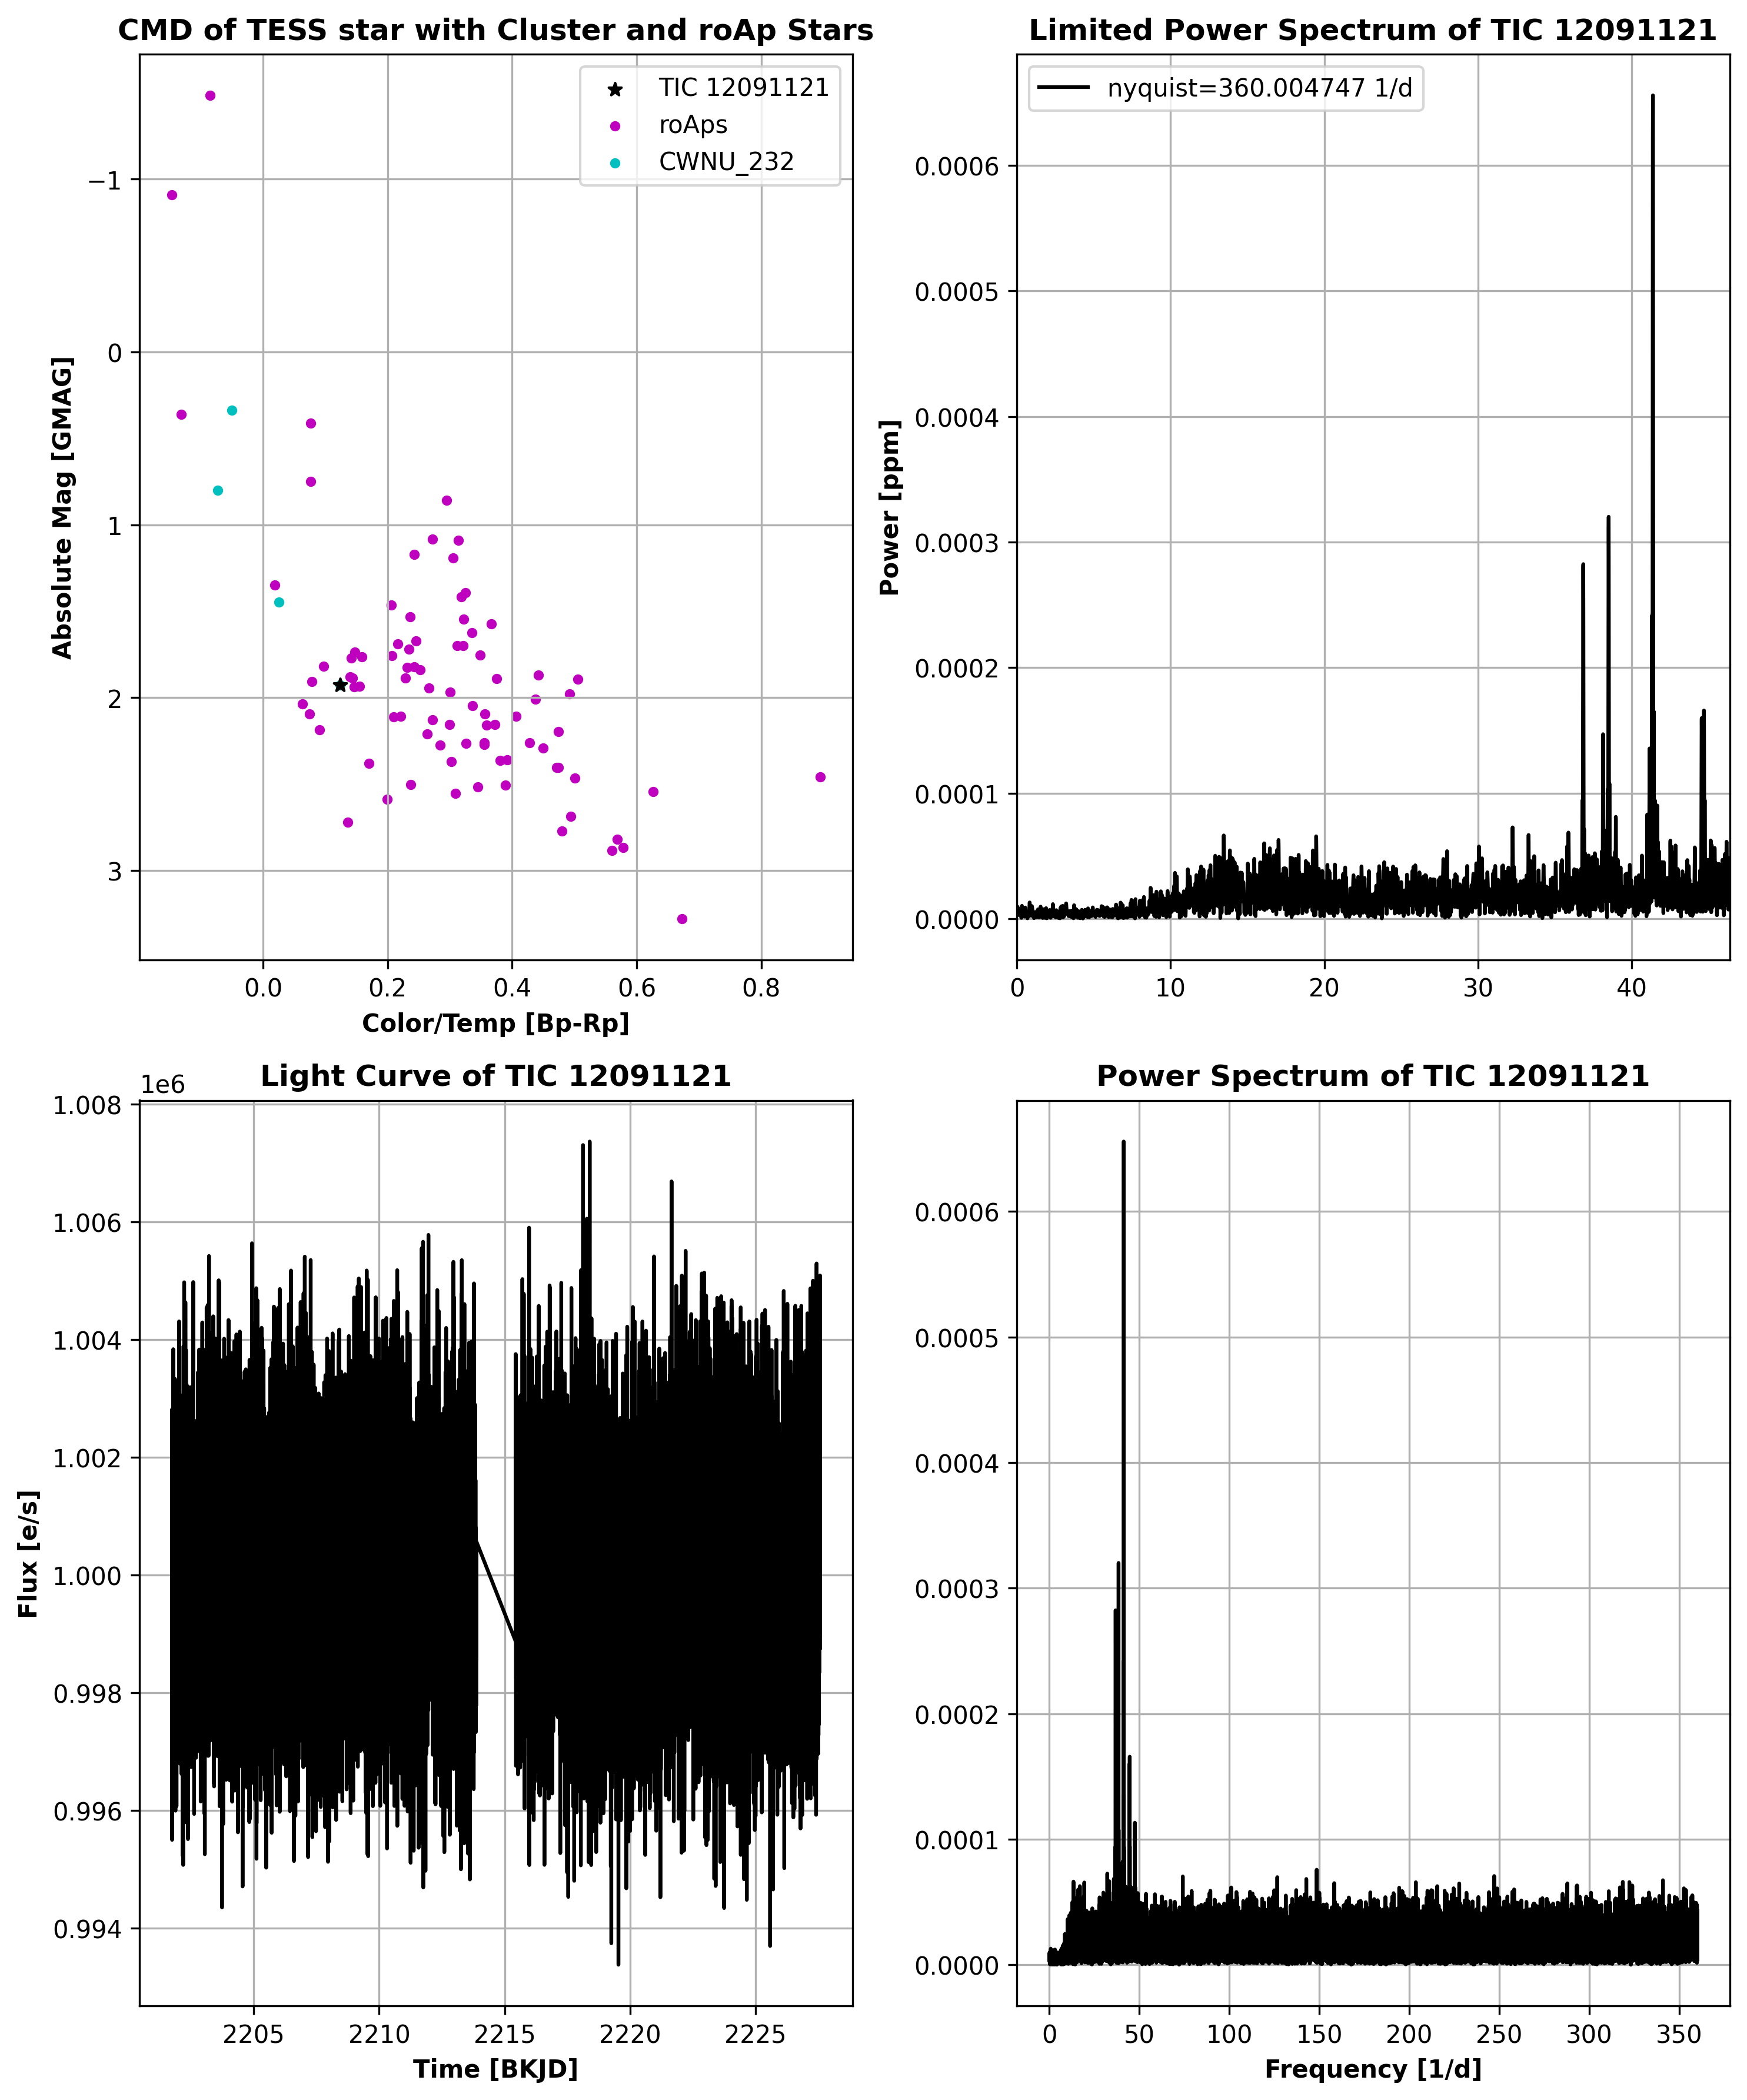 CMD of TESS star with Cluster and roAp Stars
TIC 12091121
roAps
CWNU_232
Absolute Mag [GMAG]
−1
0
1
2
3
0.0 0.2 0.4 0.6 0.8
Color/Temp [Bp-Rp]
Limited Power Spectrum of TIC 12091121
nyquist=360.004747 1/d
Power [ppm]
0.0006
0.0005
0.0004
0.0003
0.0002
0.0001
0.0000
0 10 20 30 40
Light Curve of TIC 12091121
1e6
Flux [e/s]
1.008
1.006
1.004
1.002
1.000
0.998
0.996
0.994
2205 2210 2215 2220 2225
Time [BKJD]
Power Spectrum of TIC 12091121
0.0006
0.0005
0.0004
0.0003
0.0002
0.0001
0.0000
0 50 100 150 200 250 300 350
Frequency [1/d]